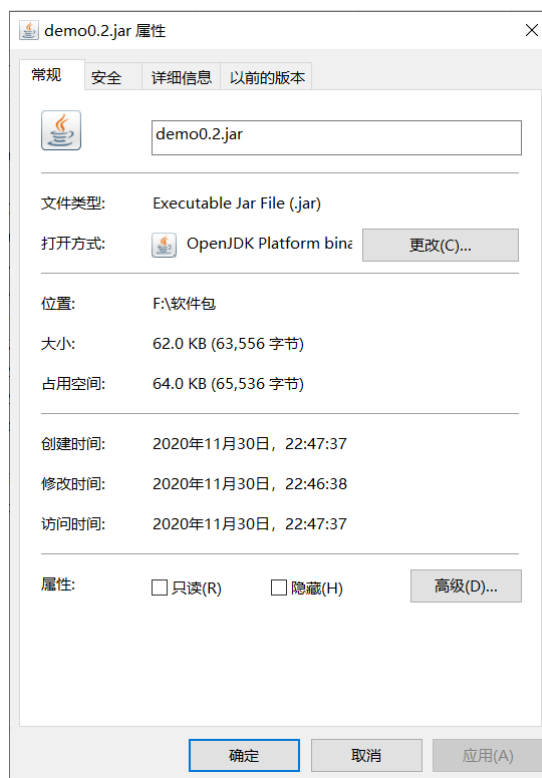 demo0.2.jar 属性
常规 安全 详细信息 以前的版本
demo0.2.jar
文件类型: Executable Jar File (.jar)
打开方式: OpenJDK Platform bina 更改(C)...
位置: F:\软件包
大小: 62.0 KB (63,556 字节)
占用空间: 64.0 KB (65,536 字节)
创建时间: 2020年11月30日，22:47:37
修改时间: 2020年11月30日，22:46:38
访问时间: 2020年11月30日，22:47:37
属性: 只读(R) 隐藏(H) 高级(D)...
确定 取消 应用(A)